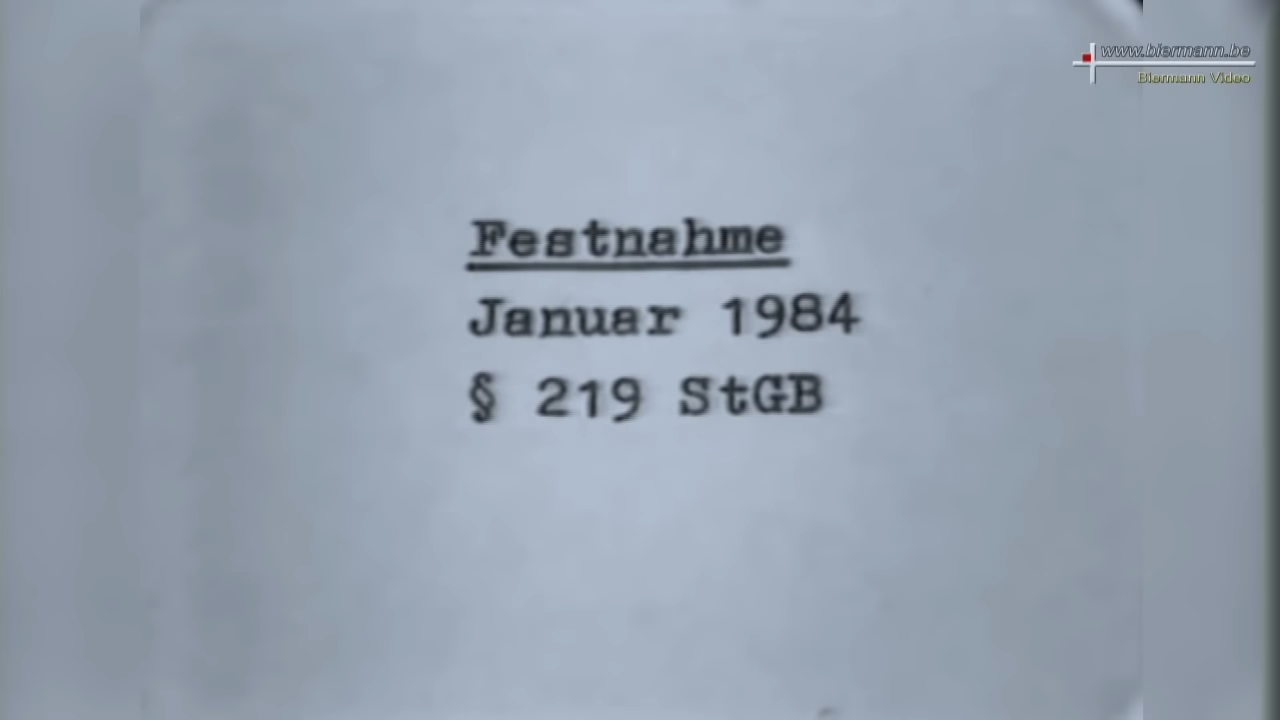 www.biermann.be
Biermann Video
Festnahme
Januar 1984
§ 219 StGB